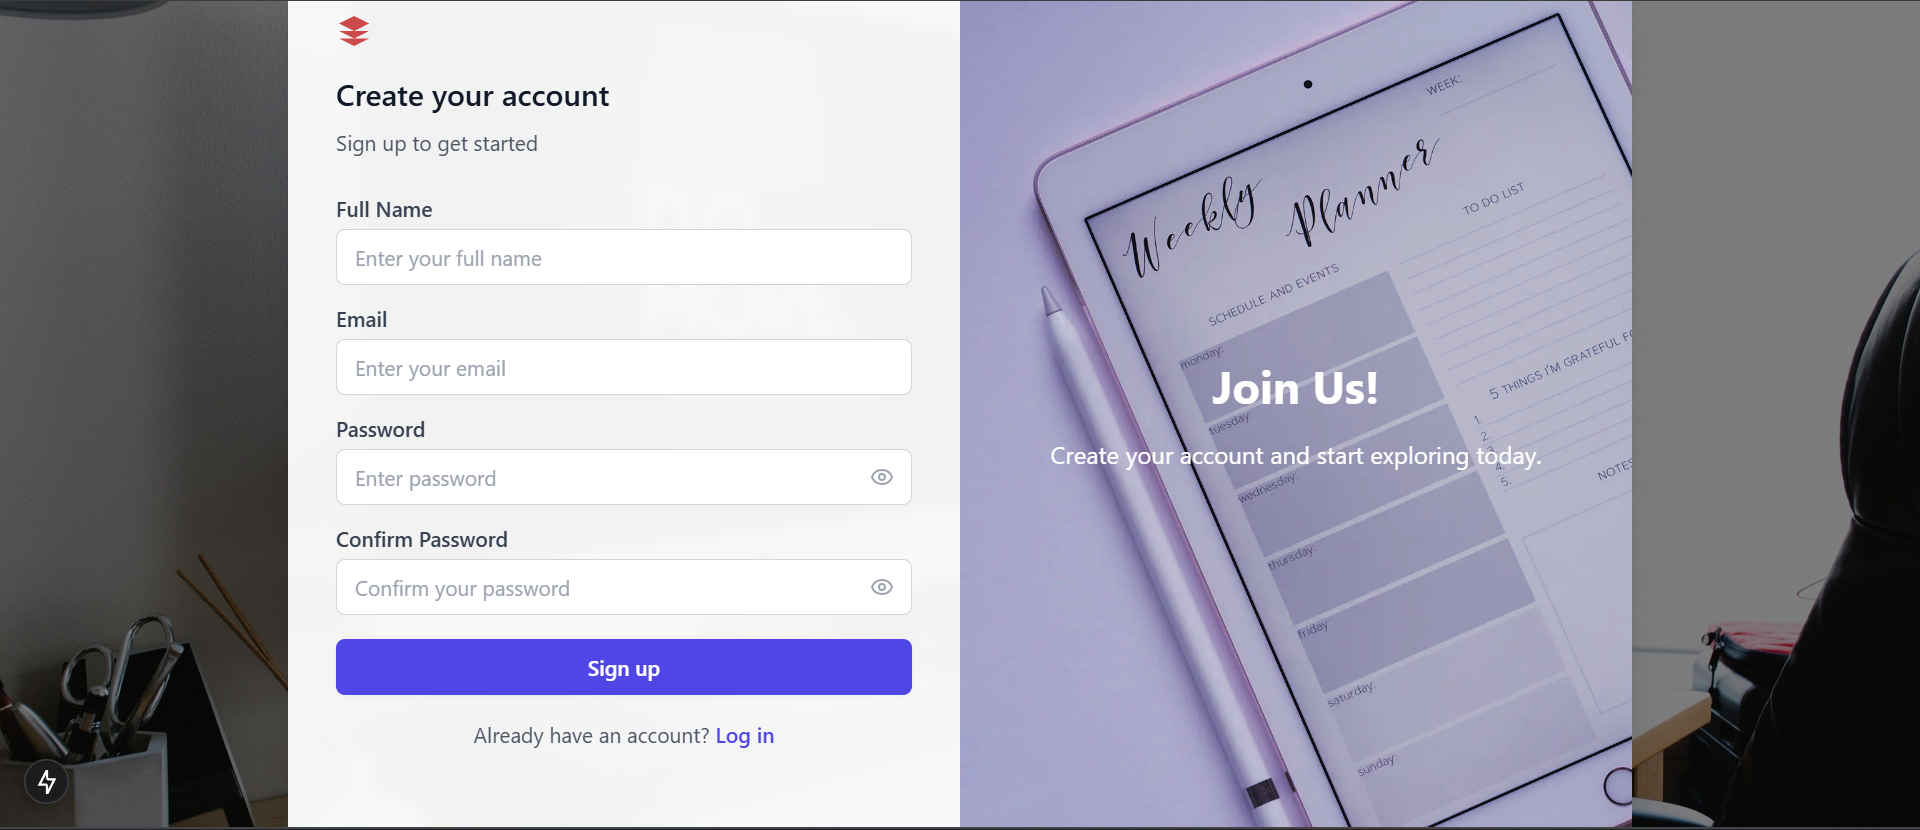 Create your account
Sign up to get started
Full Name
Enter your full name
Email
Enter your email
Password
Enter password
Confirm Password
Confirm your password
Sign up
Already have an account? Log in
WEEK:
Weekly Planner
TO DO LIST
SCHEDULE AND EVENTS
monday:
5 THINGS I'M GRATEFUL FO
Join Us!
tuesday:
1.
2.
3.
4.
5.
Create your account and start exploring today.
NOTES
wednesday:
thursday:
friday:
saturday:
sunday: